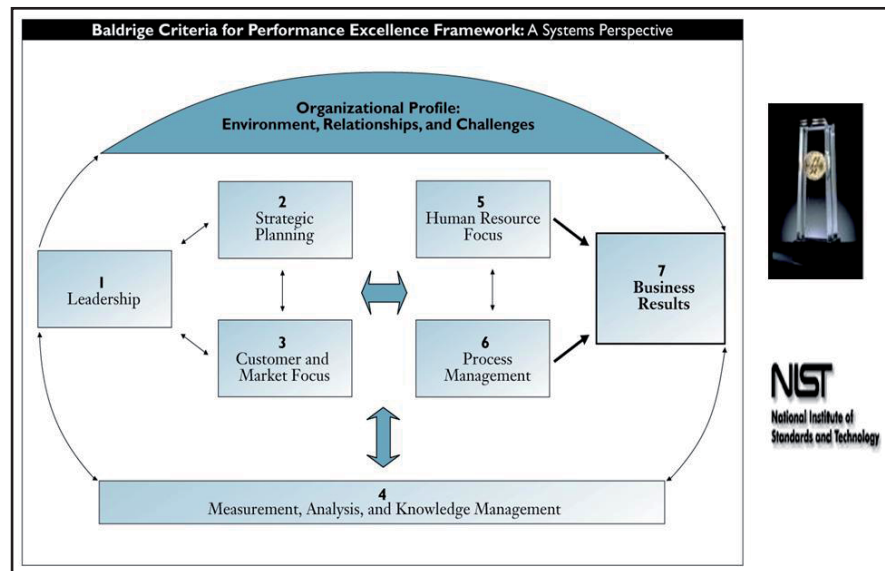 Baldrige Criteria for Performance Excellence Framework: A Systems Perspective
Organizational Profile:
Environment, Relationships, and Challenges
2
Strategic
Planning
5
Human Resource
Focus
1
Leadership
7
Business
Results
3
Customer and
Market Focus
6
Process
Management
4
Measurement, Analysis, and Knowledge Management
NIST
National Institute of
Standards and Technology